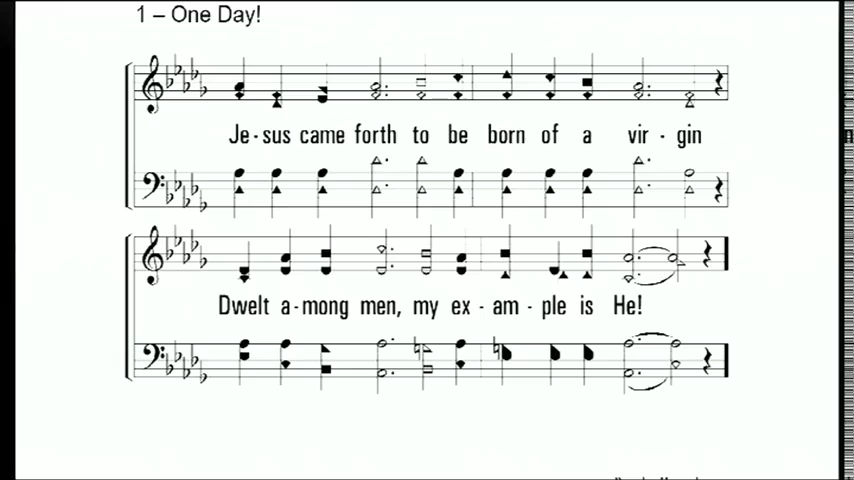 1 – One Day!
Je - sus came forth to be born of a vir - gin
Dwelt a - mong men, my ex - am - ple is He!